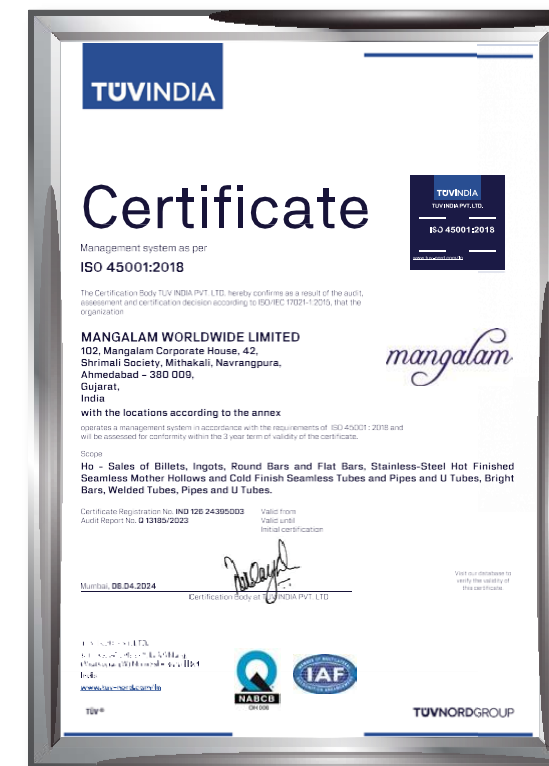 TÜVINDIA
TÜVINDIA
TUV INDIA PVT. LTD.
ISO 45001:2018
www.tuv-nord.com/in
Certificate
Management system as per
ISO 45001:2018
The Certification Body TUV INDIA PVT. LTD. hereby confirms as a result of the audit,
assessment and certification decision according to ISO/IEC 17021-1:2015, that the
organization
MANGALAM WORLDWIDE LIMITED
102, Mangalam Corporate House, 42,
Shrimali Society, Mithakali, Navrangpura,
Ahmedabad – 380 009,
Gujarat,
India
mangalam
with the locations according to the annex
operates a management system in accordance with the requirements of ISO 45001 : 2018 and
will be assessed for conformity within the 3 year term of validity of the certificate.
Scope
Ho - Sales of Billets, Ingots, Round Bars and Flat Bars, Stainless-Steel Hot Finished
Seamless Mother Hollows and Cold Finish Seamless Tubes and Pipes and U Tubes, Bright
Bars, Welded Tubes, Pipes and U Tubes.
Certificate Registration No. IND 126 24395003
Audit Report No. Q 13185/2023
Valid from
Valid until
Initial certification
Mumbai, 08.04.2024
Certification Body at TUV INDIA PVT. LTD
Visit our database to
verify the validity of
this certificate.
India
www.tuv-nord.com/in
TÜV®
NABCB
IAF
TÜVNORDGROUP